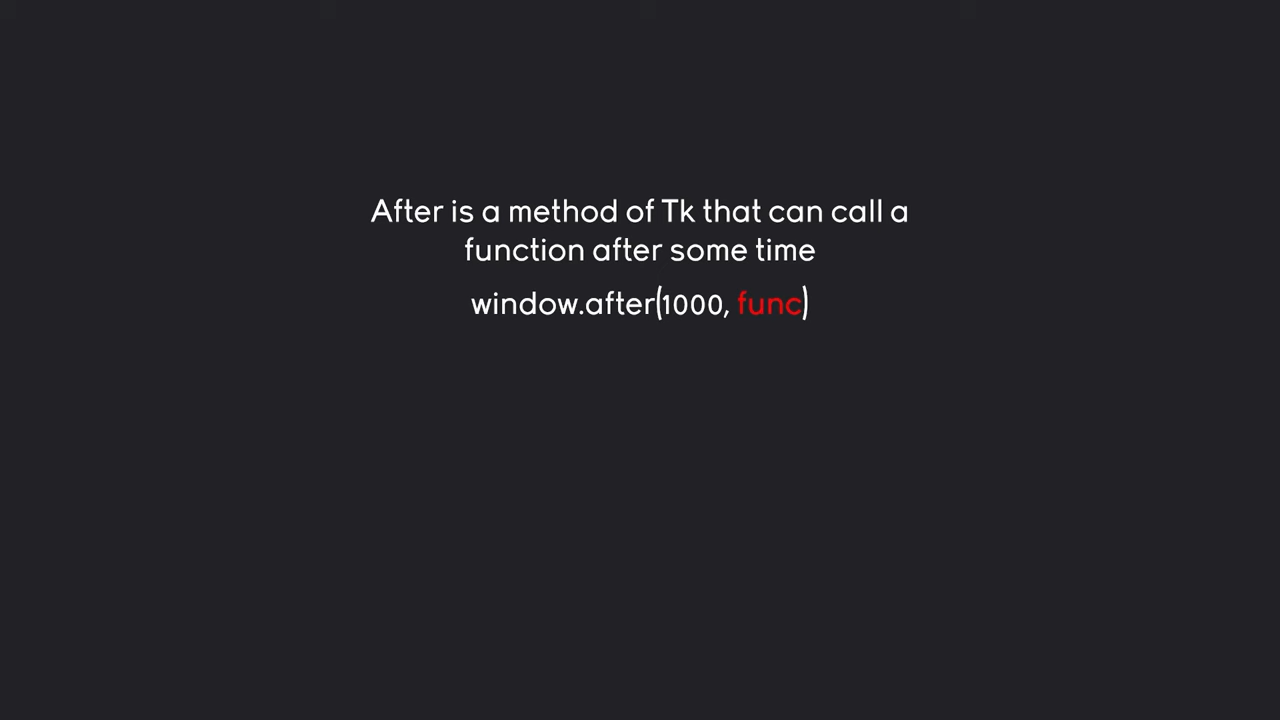 After is a method of Tk that can call a
function after some time
window.after(1000, func)